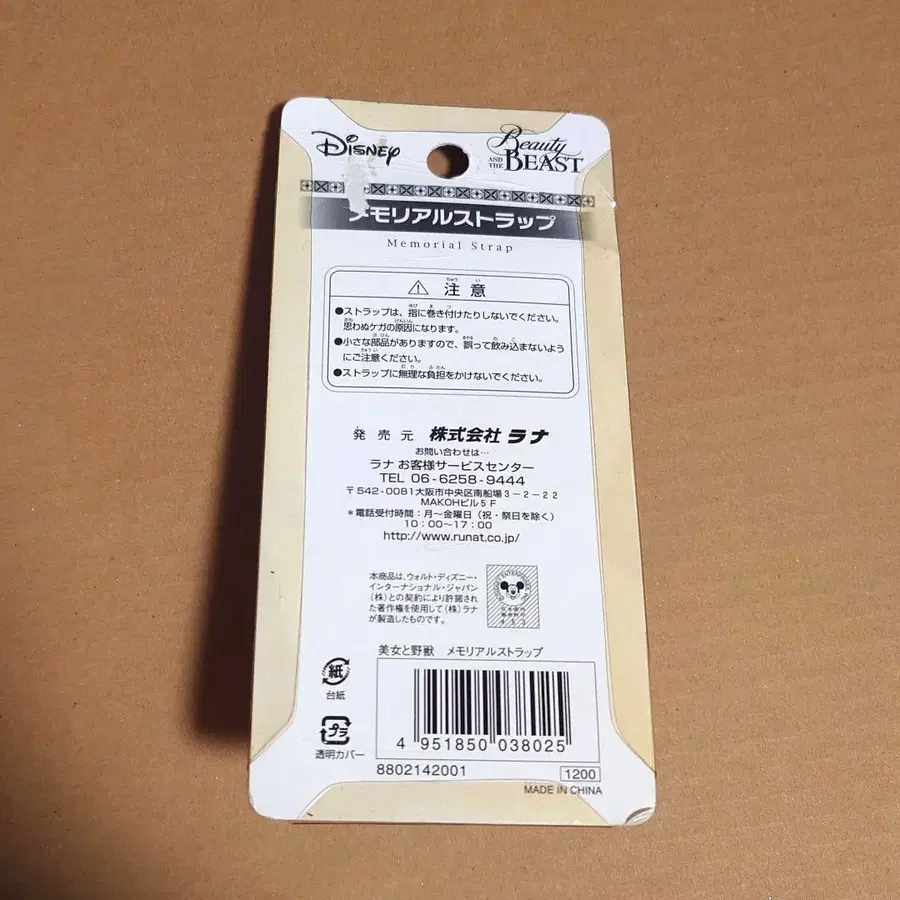 Disney
Beauty
AND THE BEAST
メモリアルストラップ
Memorial Strap
注意
●ストラップは、指に巻き付けたりしないでください。
思わぬケガの原因になります。
●小さな部品がありますので、誤って飲み込まないよう
にご注意ください。
●ストラップに無理な負担をかけないでください。
発売元 株式会社 ラナ
お問い合わせは…
ラナ お客様サービスセンター
TEL 06-6258-9444
〒542-0081大阪市中央区南船場3-2-22
MAKOHビル5F
*電話受付時間:月〜金曜日(祝・祭日を除く)
10:00〜17:00
http://www.runat.co.jp/
本商品は、ウォルト・ディズニー・
インターナショナル・ジャパン
(株)との契約により許諾され
た著作権を使用して(株)ラナ
が製造したものです。
美女と野獣 メモリアルストラップ
紙
台紙
プラ
透明カバー
4 951850 038025
8802142001 1200
MADE IN CHINA